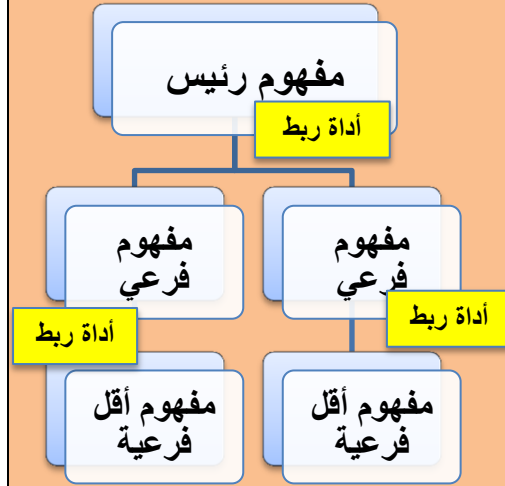 مفهوم رئيس
أداة ربط
مفهوم
فرعي
مفهوم
فرعي
أداة ربط
أداة ربط
مفهوم أقل
فرعية
مفهوم أقل
فرعية